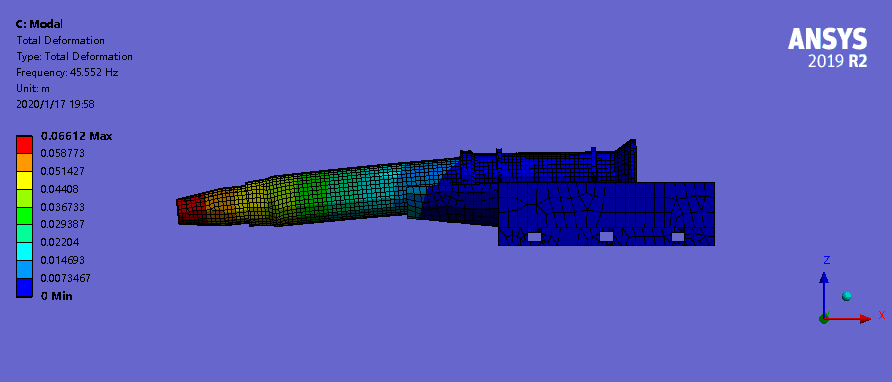 C: Modal
Total Deformation
Type: Total Deformation
Frequency: 45.552 Hz
Unit: m
2020/1/17 19:58
ANSYS
2019 R2
0.06612 Max
0.058773
0.051427
0.04408
0.036733
0.029387
0.02204
0.014693
0.0073467
0 Min
Z
X